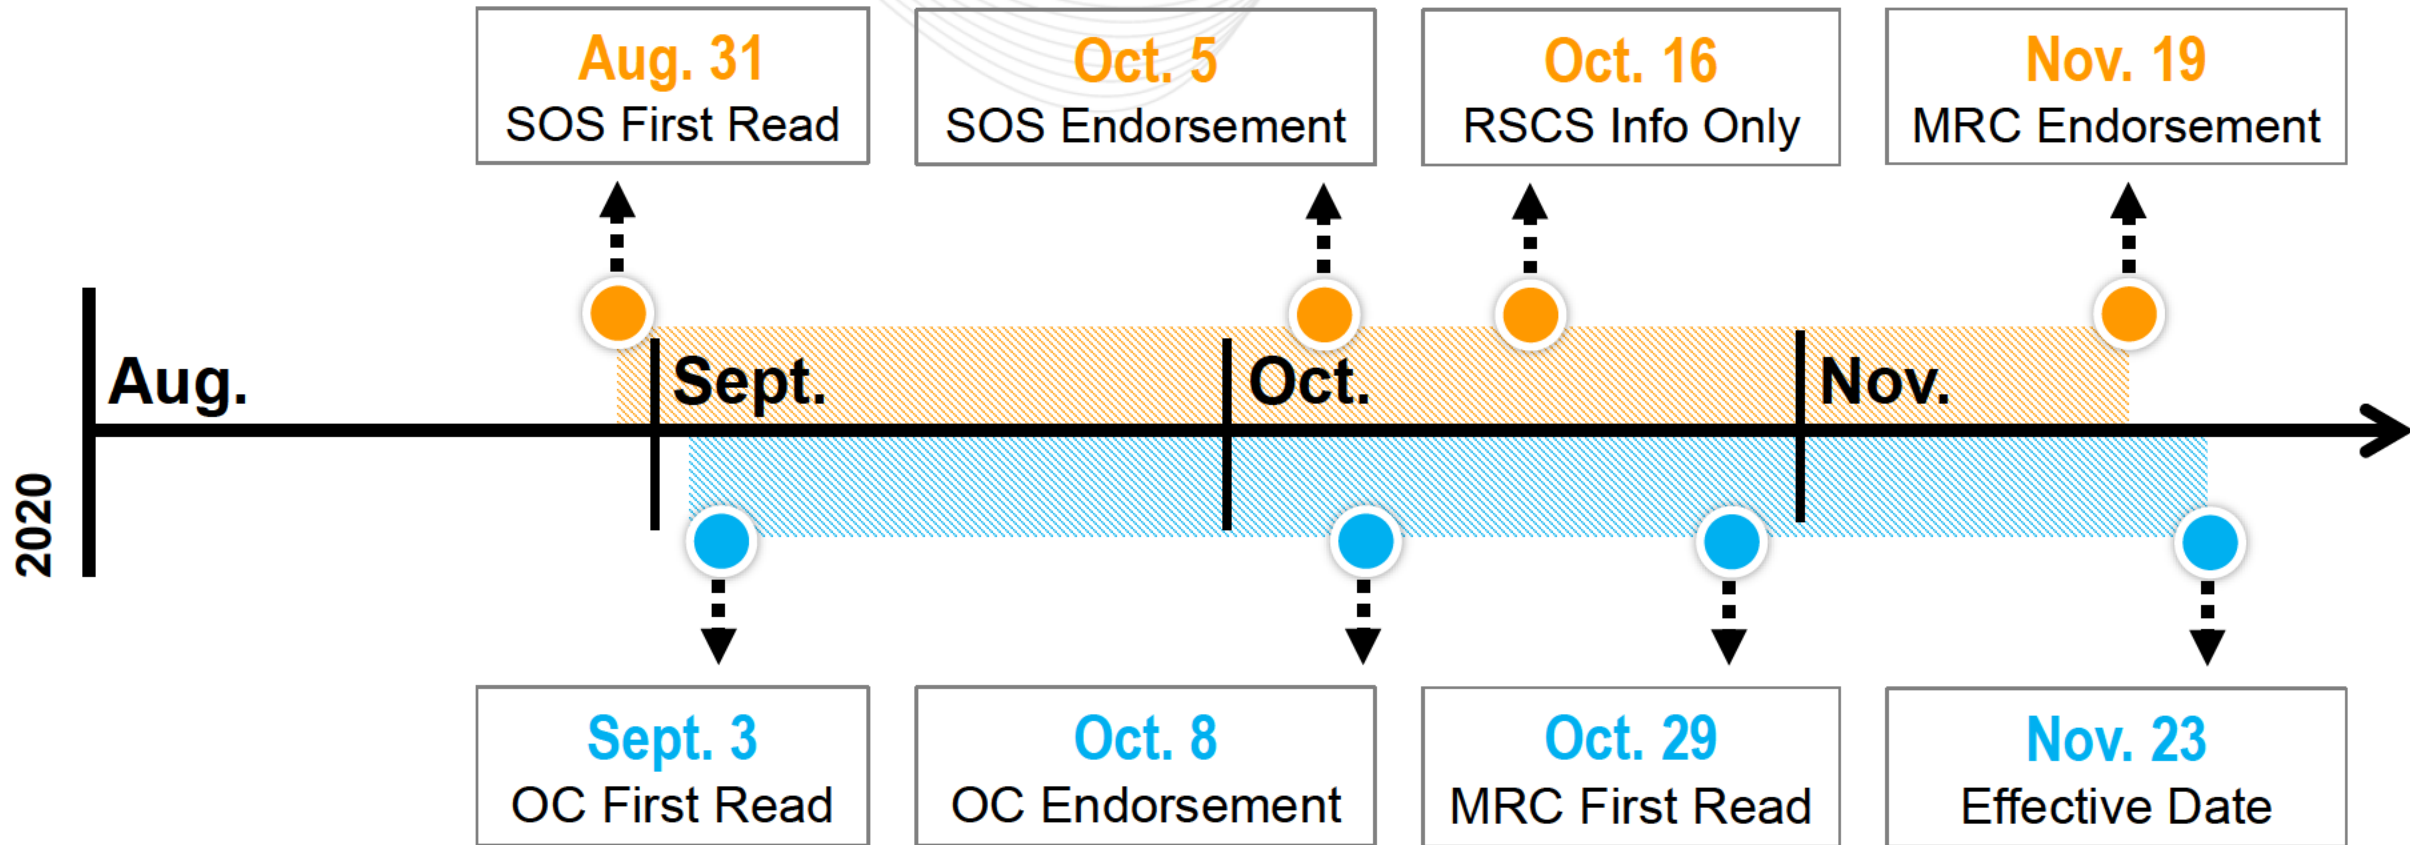 Aug. 31
SOS First Read
Oct. 5
SOS Endorsement
Oct. 16
RSCS Info Only
Nov. 19
MRC Endorsement
Aug.
Sept.
Oct.
Nov.
2020
Sept. 3
OC First Read
Oct. 8
OC Endorsement
Oct. 29
MRC First Read
Nov. 23
Effective Date